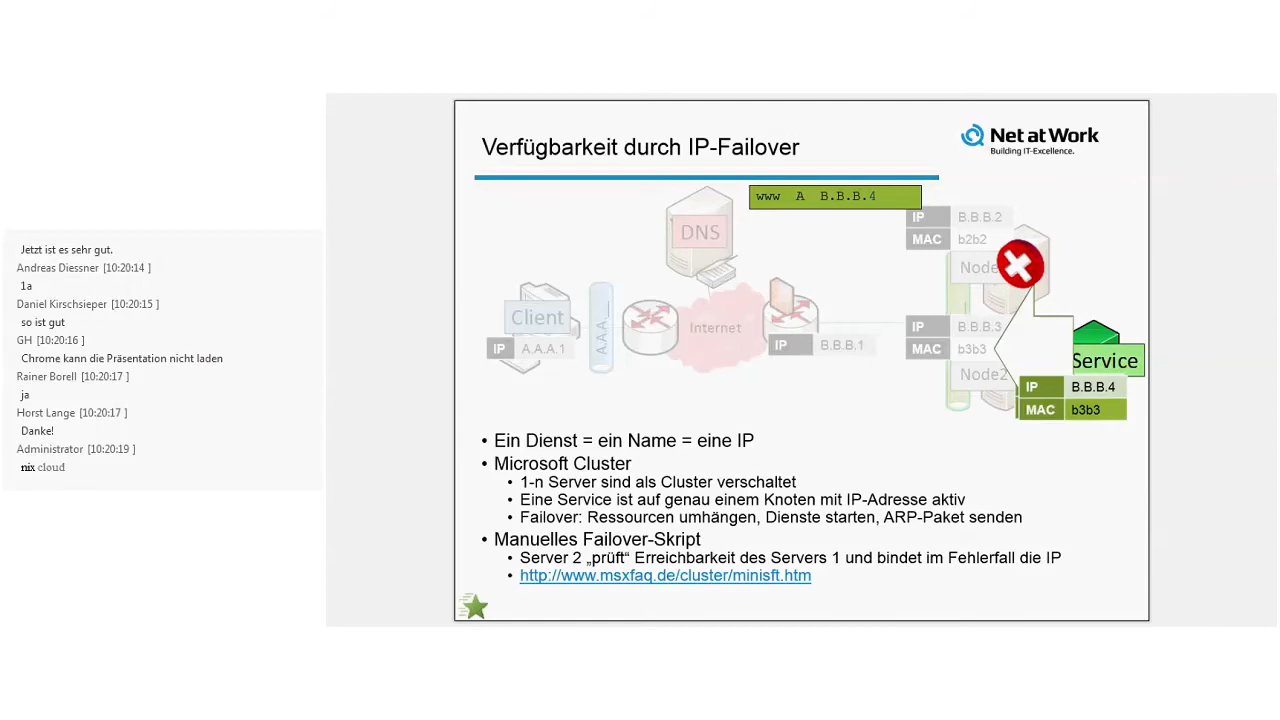 Jetzt ist es sehr gut.
Andreas Diessner [10:20:14 ]
1a
Daniel Kirschsieper [10:20:15 ]
so ist gut
GH [10:20:16 ]
Chrome kann die Präsentation nicht laden
Rainer Borell [10:20:17 ]
ja
Horst Lange [10:20:17 ]
Danke!
Administrator [10:20:19 ]
nix cloud
Verfügbarkeit durch IP-Failover
Net at Work
Building IT-Excellence.
www A B.B.B.4
DNS
IP B.B.B.2
MAC b2b2
Node
Client
IP A.A.A.1
A.A.A.__
Internet
IP B.B.B.1
IP B.B.B.3
MAC b3b3
Node2
Service
IP B.B.B.4
MAC b3b3
• Ein Dienst = ein Name = eine IP
• Microsoft Cluster
• 1-n Server sind als Cluster verschaltet
• Eine Service ist auf genau einem Knoten mit IP-Adresse aktiv
• Failover: Ressourcen umhängen, Dienste starten, ARP-Paket senden
• Manuelles Failover-Skript
• Server 2 „prüft“ Erreichbarkeit des Servers 1 und bindet im Fehlerfall die IP
• http://www.msxfaq.de/cluster/minisft.htm